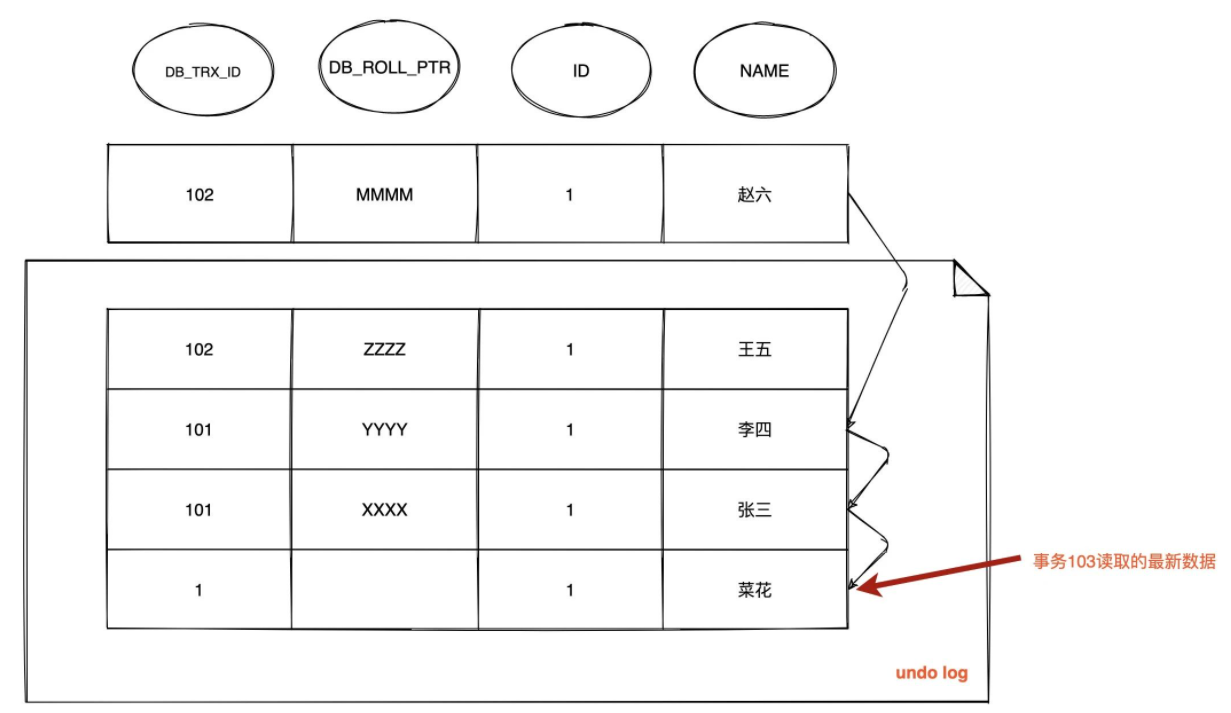 DB_TRX_ID DB_ROLL_PTR ID NAME
102 MMMM 1 赵六
102 ZZZZ 1 王五
101 YYYY 1 李四
101 XXXX 1 张三
1 1 菜花
事务103读取的最新数据
undo log